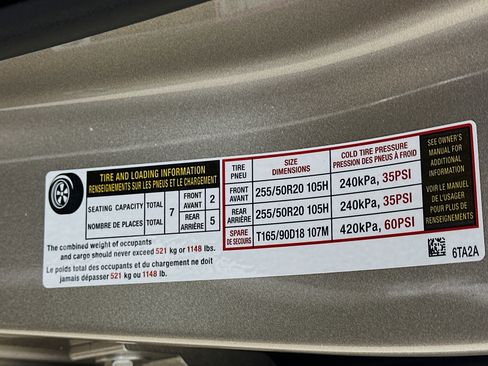 TIRE AND LOADING INFORMATION
RENSEIGNEMENTS SUR LES PNEUS ET LE CHARGEMENT
SEATING CAPACITY TOTAL 7 FRONT AVANT 2
NOMBRE DE PLACES TOTAL REAR ARRIÈRE 5
The combined weight of occupants
and cargo should never exceed 521 kg or 1148 lbs.
Le poids total des occupants et du chargement ne doit
jamais dépasser 521 kg ou 1148 lb.
TIRE PNEU SIZE DIMENSIONS COLD TIRE PRESSURE PRESSION DES PNEUS À FROID
FRONT AVANT 255/50R20 105H 240kPa, 35PSI
REAR ARRIÈRE 255/50R20 105H 240kPa, 35PSI
SPARE DE SECOURS T165/90D18 107M 420kPa, 60PSI
SEE OWNER'S
MANUAL FOR
ADDITIONAL
INFORMATION
VOIR LE MANUEL
DE L'USAGER
POUR PLUS DE
RENSEIGNEMENTS
6TA2A